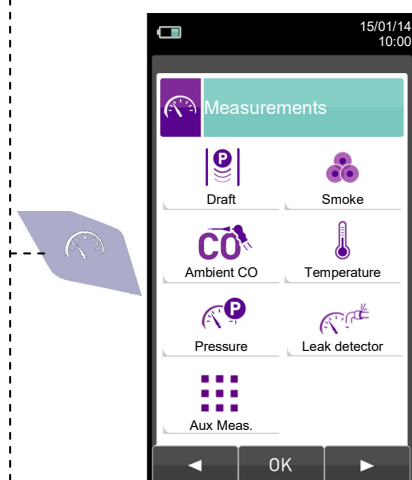 15/01/14
10:00
Measurements
P
Draft
Smoke
CO
Ambient CO
Temperature
P
Pressure
Leak detector
Aux Meas.
OK